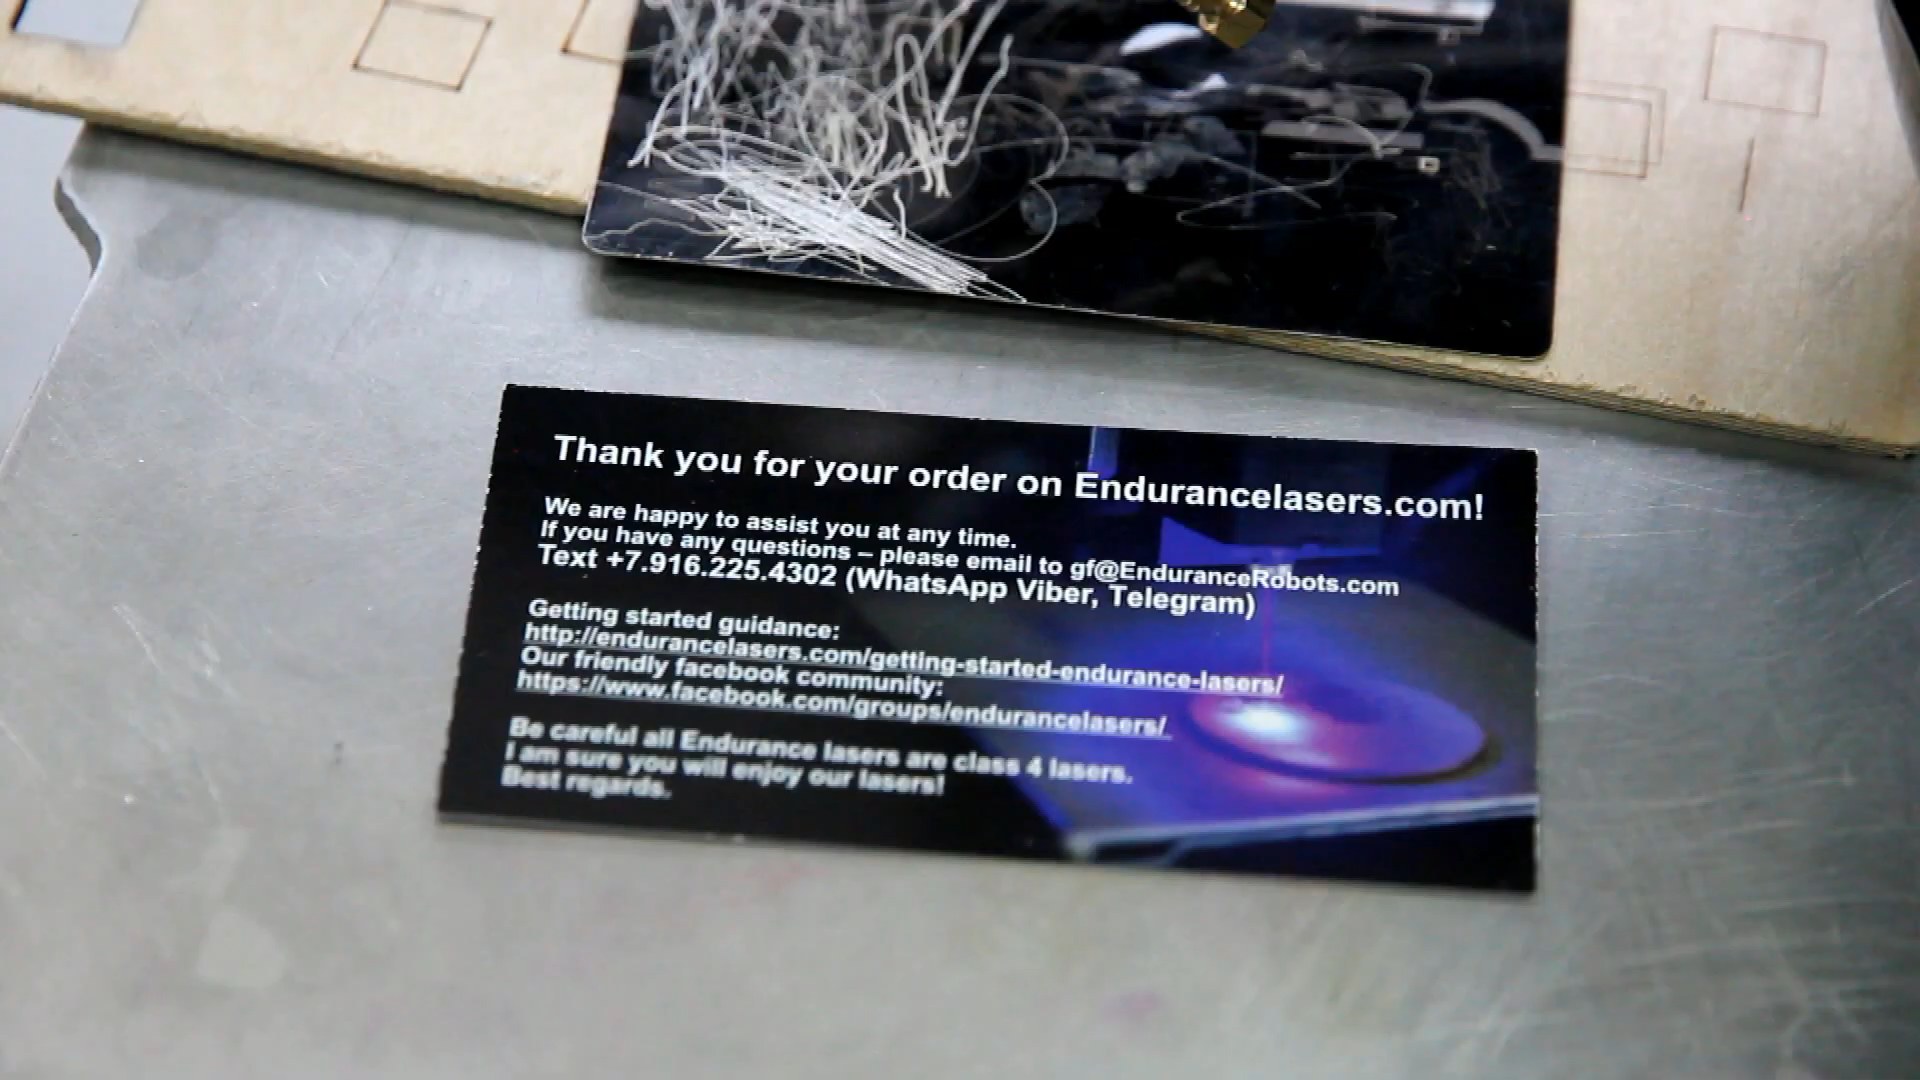 Thank you for your order on Endurancelasers.com!
We are happy to assist you at any time.
If you have any questions – please email to gf@EnduranceRobots.com
Text +7.916.225.4302 (WhatsApp Viber, Telegram)
Getting started guidance:
http://endurancelasers.com/getting-started-endurance-lasers/
Our friendly facebook community:
https://www.facebook.com/groups/endurancelasers/
Be careful all Endurance lasers are class 4 lasers.
I am sure you will enjoy our lasers!
Best regards.